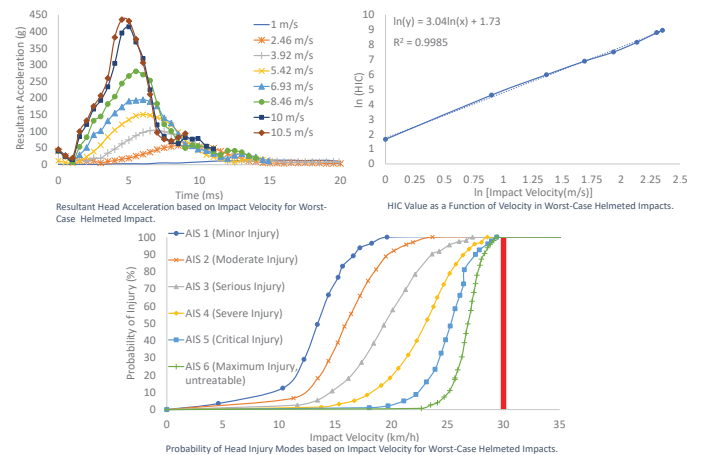 Resultant Acceleration (g)
450
400
350
300
250
200
150
100
50
0
0
5
10
15
20
Time (ms)
1 m/s
2.46 m/s
3.92 m/s
5.42 m/s
6.93 m/s
8.46 m/s
10 m/s
10.5 m/s
Resultant Head Acceleration based on Impact Velocity for Worst-
Case Helmeted Impact.
ln(y) = 3.04ln(x) + 1.73
R² = 0.9985
ln (HIC)
10
9
8
7
6
5
4
3
2
1
0
0
0.25
0.5
0.75
1
1.25
1.5
1.75
2
2.25
2.5
ln [Impact Velocity(m/s)]
HIC Value as a Function of Velocity in Worst-Case Helmeted Impacts.
Probability of Injury (%)
100
90
80
70
60
50
40
30
20
10
0
0
5
10
15
20
25
30
35
Impact Velocity (km/h)
AIS 1 (Minor Injury)
AIS 2 (Moderate Injury)
AIS 3 (Serious Injury)
AIS 4 (Severe Injury)
AIS 5 (Critical Injury)
AIS 6 (Maximum Injury,
untreatable)
Probability of Head Injury Modes based on Impact Velocity for Worst-Case Helmeted Impacts.